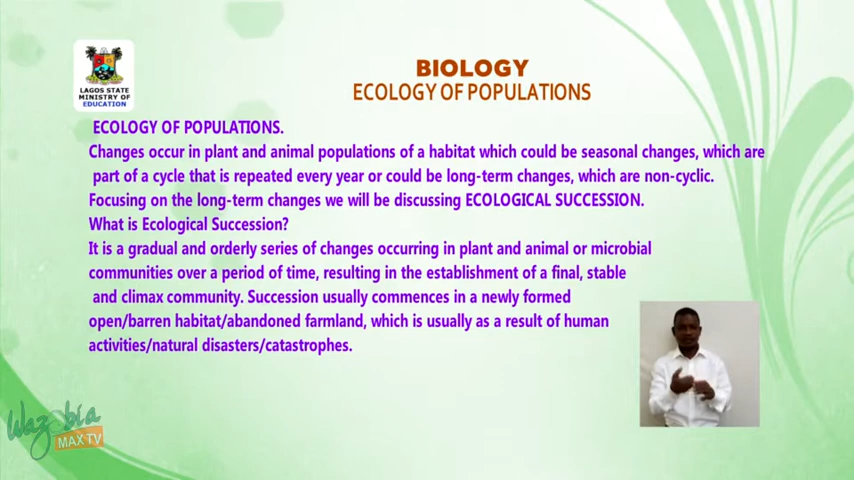 BIOLOGY
ECOLOGY OF POPULATIONS
LAGOS STATE
MINISTRY OF
EDUCATION
ECOLOGY OF POPULATIONS.
Changes occur in plant and animal populations of a habitat which could be seasonal changes, which are
part of a cycle that is repeated every year or could be long-term changes, which are non-cyclic.
Focusing on the long-term changes we will be discussing ECOLOGICAL SUCCESSION.
What is Ecological Succession?
It is a gradual and orderly series of changes occurring in plant and animal or microbial
communities over a period of time, resulting in the establishment of a final, stable
and climax community. Succession usually commences in a newly formed
open/barren habitat/abandoned farmland, which is usually as a result of human
activities/natural disasters/catastrophes.
Wazobia
MAX TV